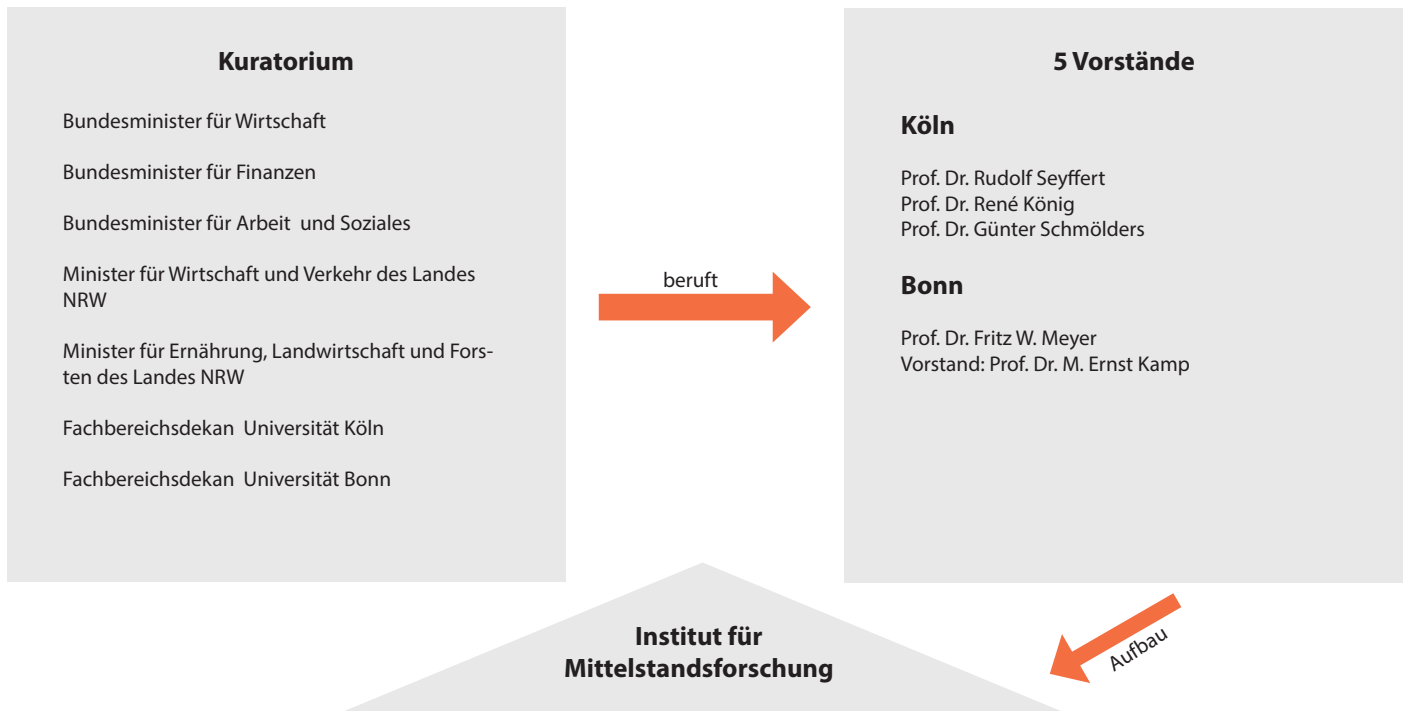 Kuratorium
Bundesminister für Wirtschaft
Bundesminister für Finanzen
Bundesminister für Arbeit  und Soziales
Minister für Wirtschaft und Verkehr des Landes
NRW
Minister für Ernährung, Landwirtschaft und Fors-
ten des Landes NRW
Fachbereichsdekan  Universität Köln
Fachbereichsdekan  Universität Bonn
beruft
5 Vorstände
Köln
Prof. Dr. Rudolf Seyffert
Prof. Dr. René König
Prof. Dr. Günter Schmölders
Bonn
Prof. Dr. Fritz W. Meyer
Vorstand: Prof. Dr. M. Ernst Kamp
Aufbau
Institut für
Mittelstandsforschung